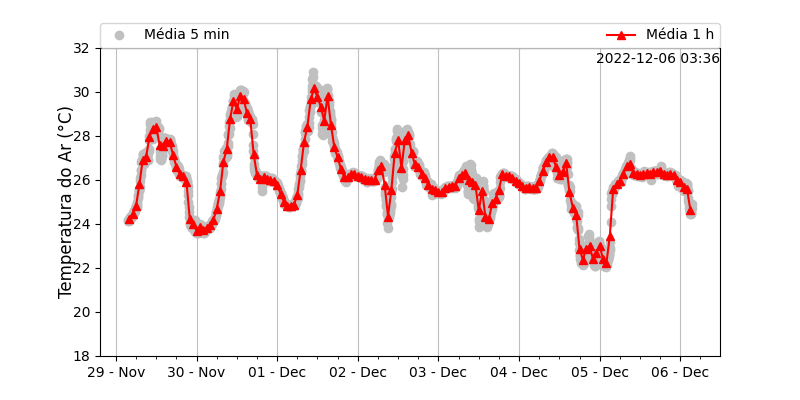 Média 5 min
Média 1 h
2022-12-06 03:36
Temperatura do Ar (°C)
32
30
28
26
24
22
20
18
29 - Nov
30 - Nov
01 - Dec
02 - Dec
03 - Dec
04 - Dec
05 - Dec
06 - Dec